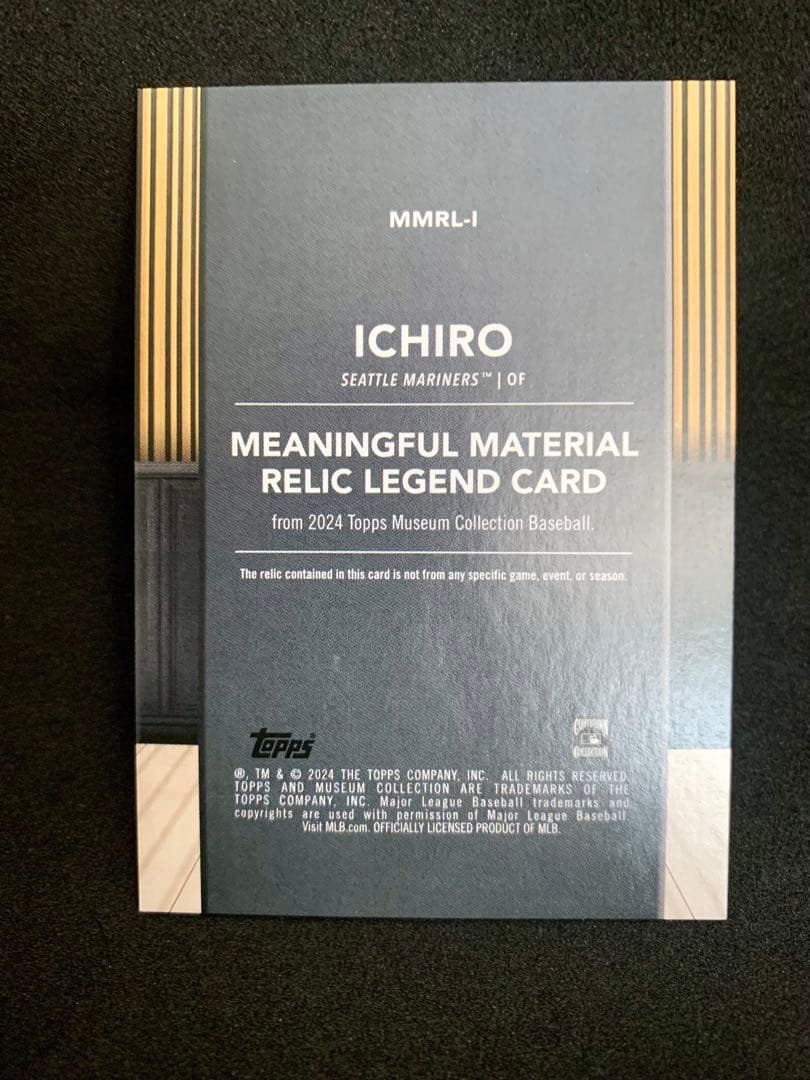 MMRL-I
ICHIRO
SEATTLE MARINERS™ | OF
MEANINGFUL MATERIAL
RELIC LEGEND CARD
from 2024 Topps Museum Collection Baseball.
The relic contained in this card is not from any specific game, event, or season.
Topps®
COLLECTION
®, TM & © 2024 THE TOPPS COMPANY, INC. ALL RIGHTS RESERVED.
TOPPS AND MUSEUM COLLECTION ARE TRADEMARKS OF THE
TOPPS COMPANY, INC. Major League Baseball trademarks and
copyrights are used with permission of Major League Baseball.
Visit MLB.com. OFFICIALLY LICENSED PRODUCT OF MLB.